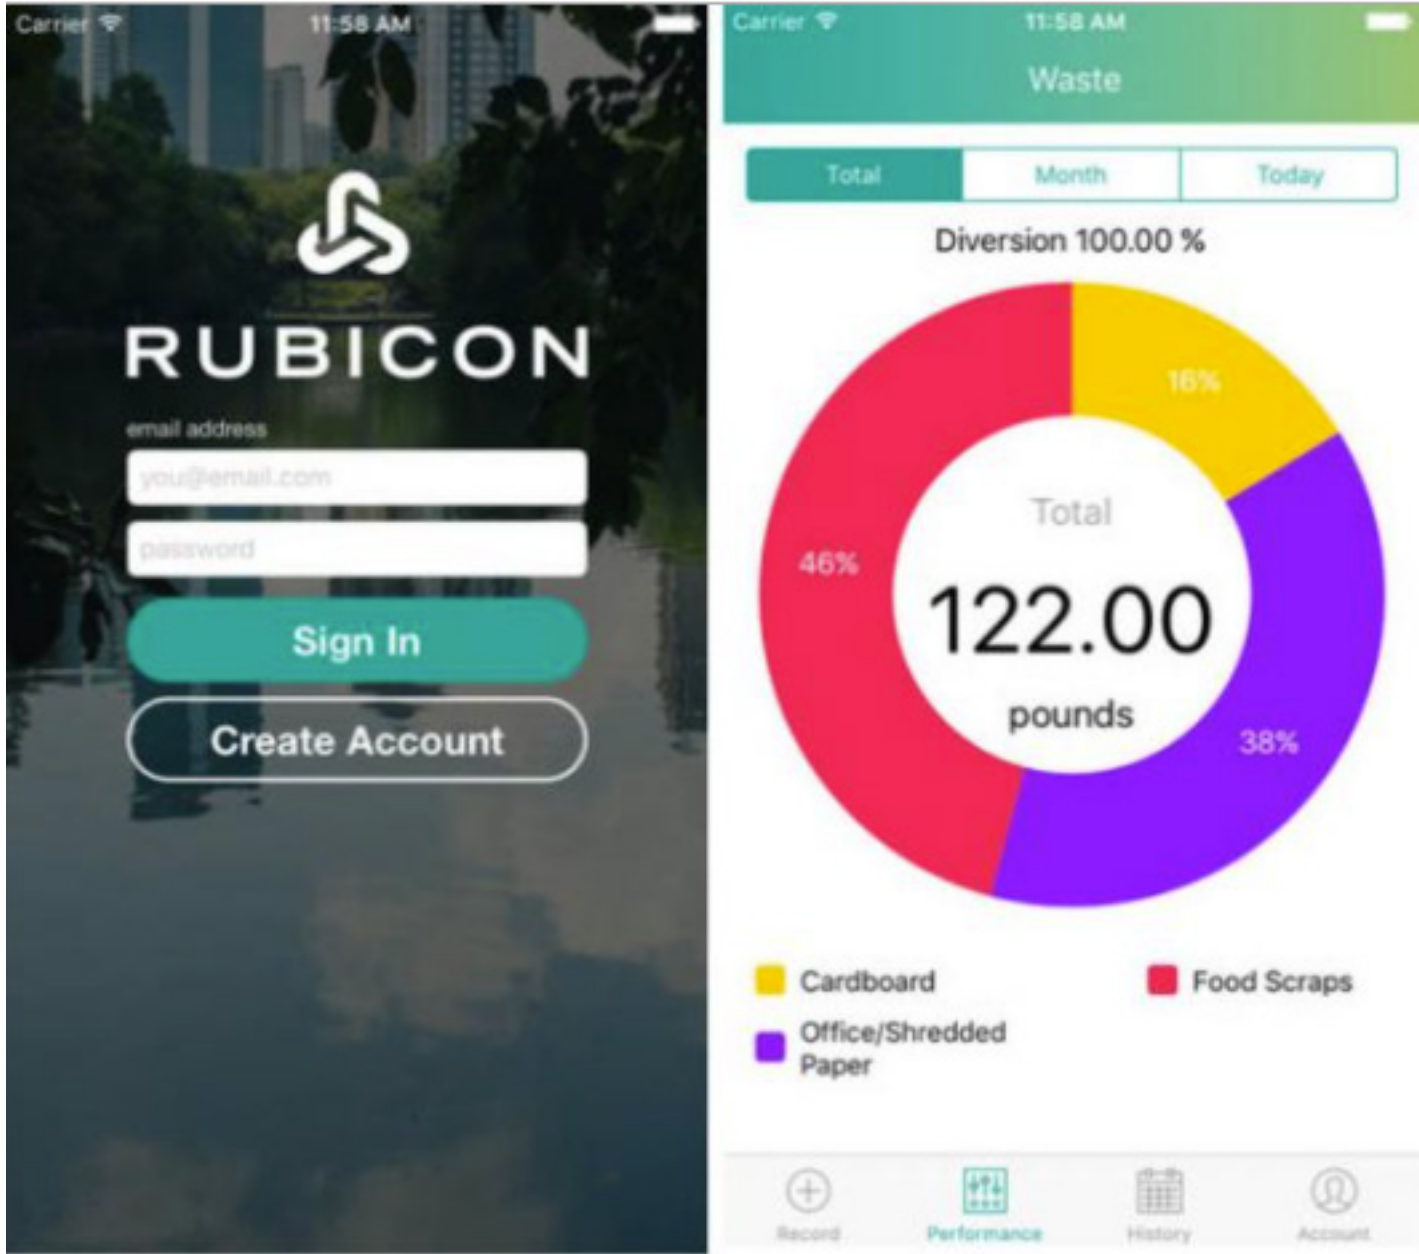 Carrier
11:58 AM
RUBICON
email address
you@email.com
password
Sign In
Create Account
Carrier
11:58 AM
Waste
Total
Month
Today
Diversion 100.00 %
16%
46%
38%
Total
122.00
pounds
Cardboard
Food Scraps
Office/Shredded
Paper
Record
Performance
History
Account